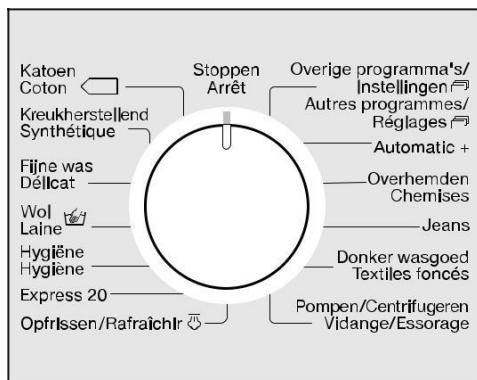 Stoppen
Arrêt
Overige programma's/
Instellingen
Autres programmes/
Réglages
Automatic +
Overhemden
Chemises
Jeans
Donker wasgoed
Textiles foncés
Pompen/Centrifugeren
Vidange/Essorage
Katoen
Coton
Kreukherstellend
Synthétique
Fijne was
Délicat
Wol
Laine
Hygiëne
Hygiène
Express 20
Opfrissen/Rafraîchir